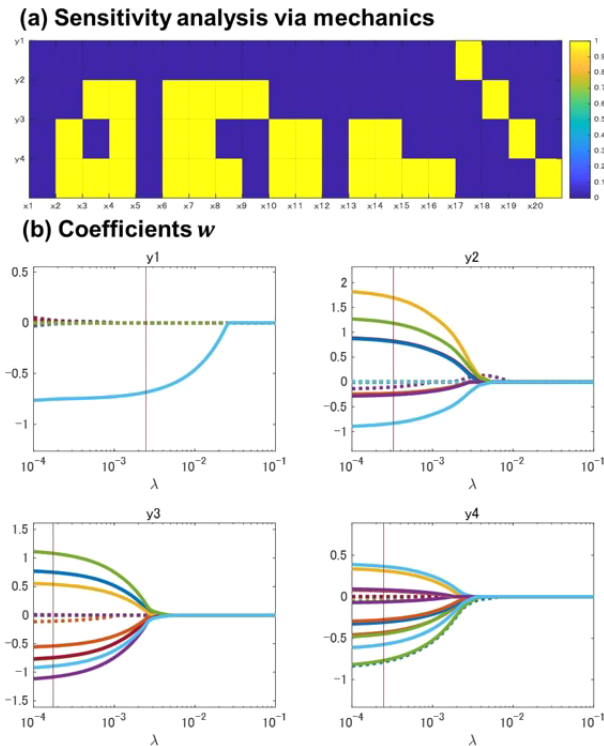 (a) Sensitivity analysis via mechanics
y1
y2
y3
y4
1
0.9
0.8
0.7
0.6
0.5
0.4
0.3
0.2
0.1
0
x1 x2 x3 x4 x5 x6 x7 x8 x9 x10 x11 x12 x13 x14 x15 x16 x17 x18 x19 x20
(b) Coefficients w
y1
0.5
0
−0.5
−1
10⁻⁴ 10⁻³ 10⁻² 10⁻¹
λ
y2
2
1.5
1
0.5
0
−0.5
−1
10⁻⁴ 10⁻³ 10⁻² 10⁻¹
λ
y3
1.5
1
0.5
0
−0.5
−1
−1.5
10⁻⁴ 10⁻³ 10⁻² 10⁻¹
λ
y4
0.5
0
−0.5
−1
10⁻⁴ 10⁻³ 10⁻² 10⁻¹
λ